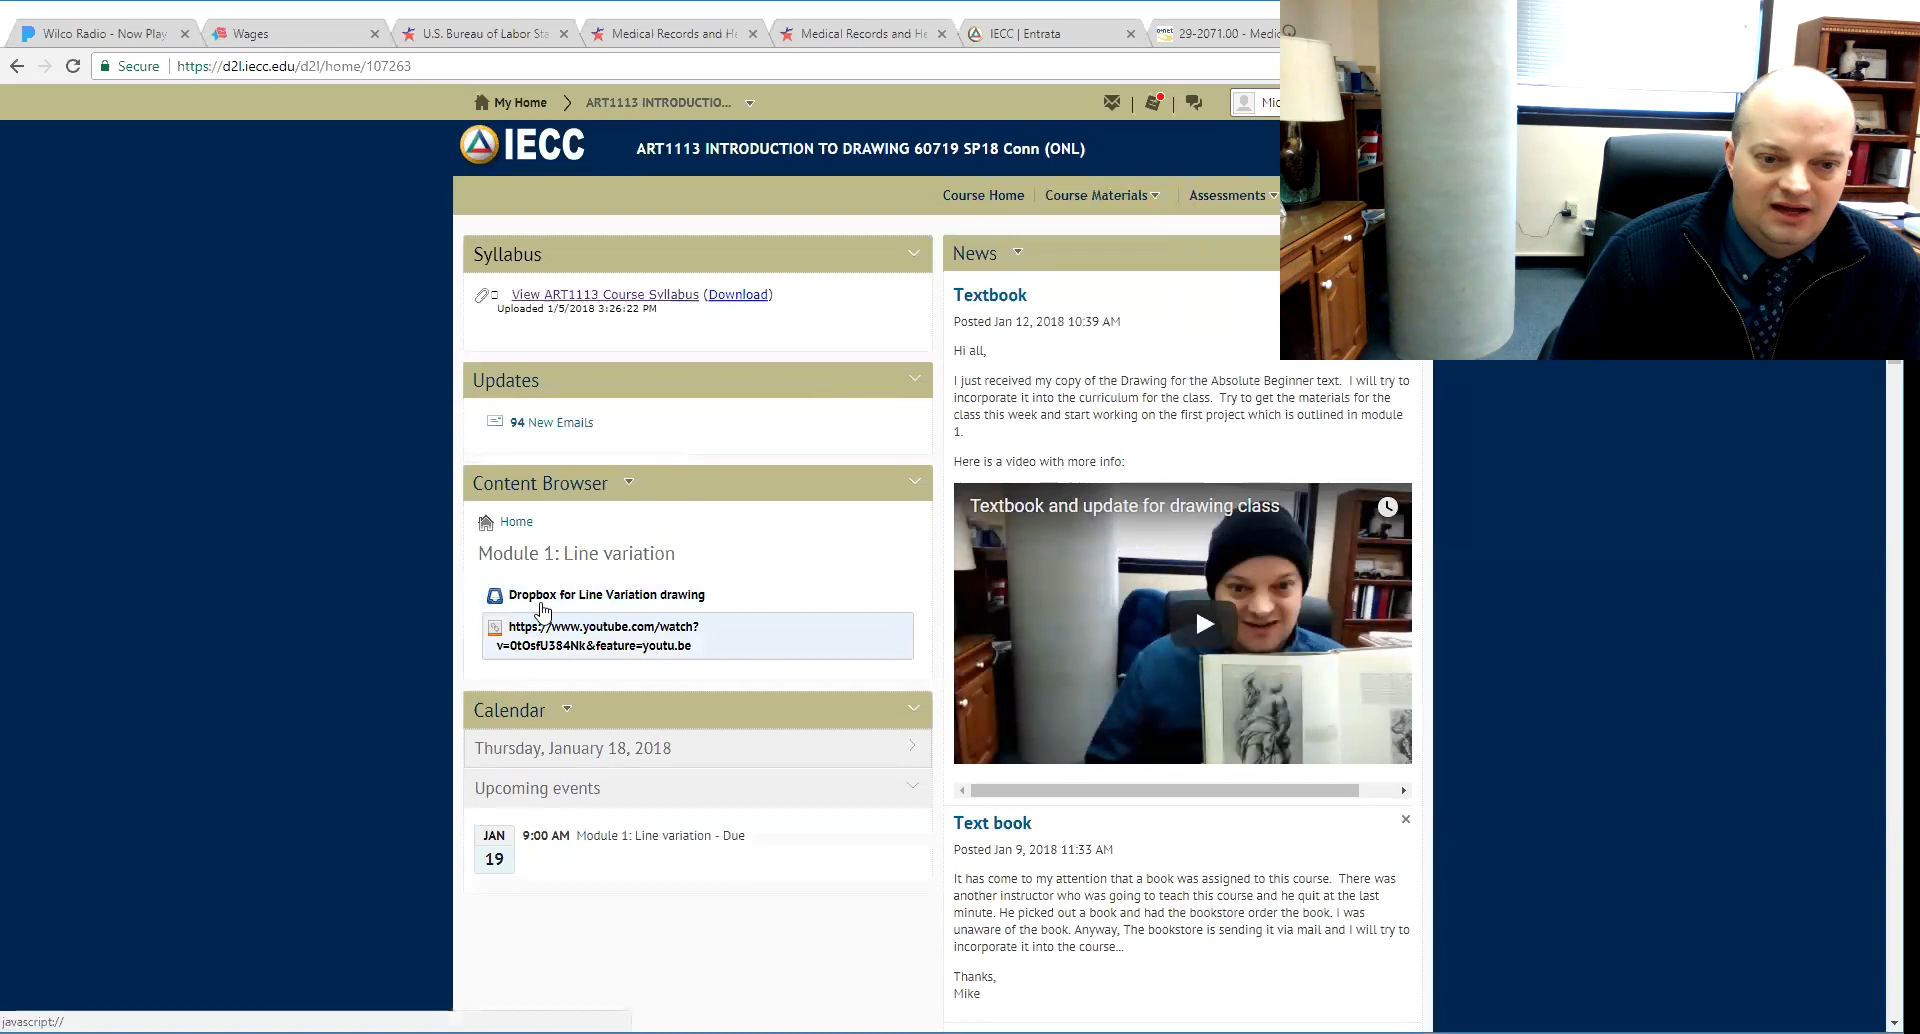 Wilco Radio - Now Play
Wages
U.S. Bureau of Labor Sta
Medical Records and He
Medical Records and He
IECC | Entrata
29-2071.00 - Medic
Secure
https://d2l.iecc.edu/d2l/home/107263
My Home
ART1113 INTRODUCTIO...
Mic
IECC
ART1113 INTRODUCTION TO DRAWING 60719 SP18 Conn (ONL)
Course Home
Course Materials
Assessments
Syllabus
View ART1113 Course Syllabus (Download)
Uploaded 1/5/2018 3:26:22 PM
Updates
94 New Emails
Content Browser
Home
Module 1: Line variation
Dropbox for Line Variation drawing
https://www.youtube.com/watch?
v=0tOsfU384Nk&feature=youtu.be
Calendar
Thursday, January 18, 2018
Upcoming events
JAN
19
9:00 AM Module 1: Line variation - Due
News
Textbook
Posted Jan 12, 2018 10:39 AM
Hi all,
I just received my copy of the Drawing for the Absolute Beginner text. I will try to
incorporate it into the curriculum for the class. Try to get the materials for the
class this week and start working on the first project which is outlined in module
1.
Here is a video with more info:
Textbook and update for drawing class
Text book
Posted Jan 9, 2018 11:33 AM
It has come to my attention that a book was assigned to this course. There was
another instructor who was going to teach this course and he quit at the last
minute. He picked out a book and had the bookstore order the book. I was
unaware of the book. Anyway, The bookstore is sending it via mail and I will try to
incorporate it into the course...
Thanks,
Mike
javascript://